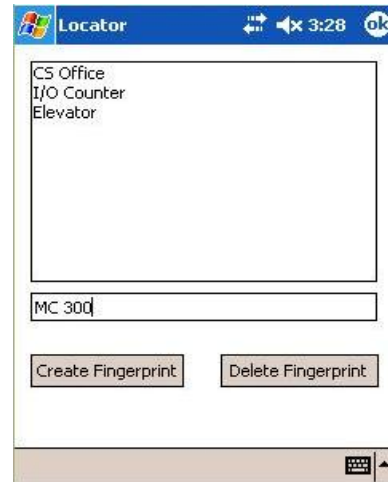 Locator 3:28 ok
CS Office
I/O Counter
Elevator
MC 300
Create Fingerprint Delete Fingerprint